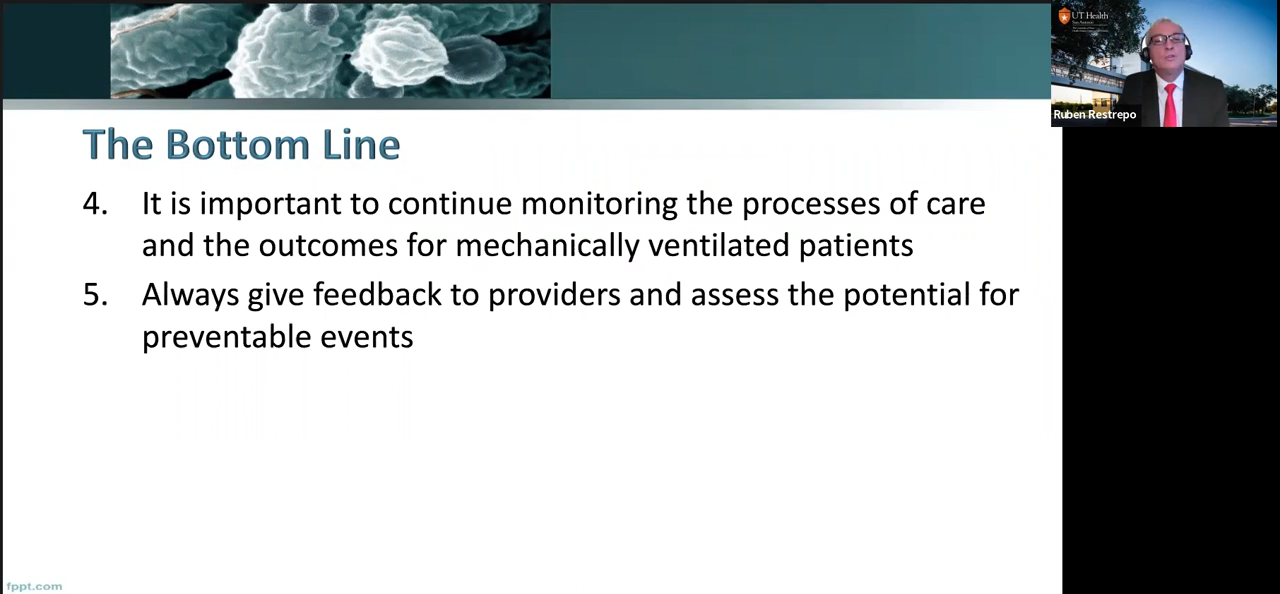 The Bottom Line
4. It is important to continue monitoring the processes of care
and the outcomes for mechanically ventilated patients
5. Always give feedback to providers and assess the potential for
preventable events
fppt.com
UT Health
San Antonio
Ruben Restrepo